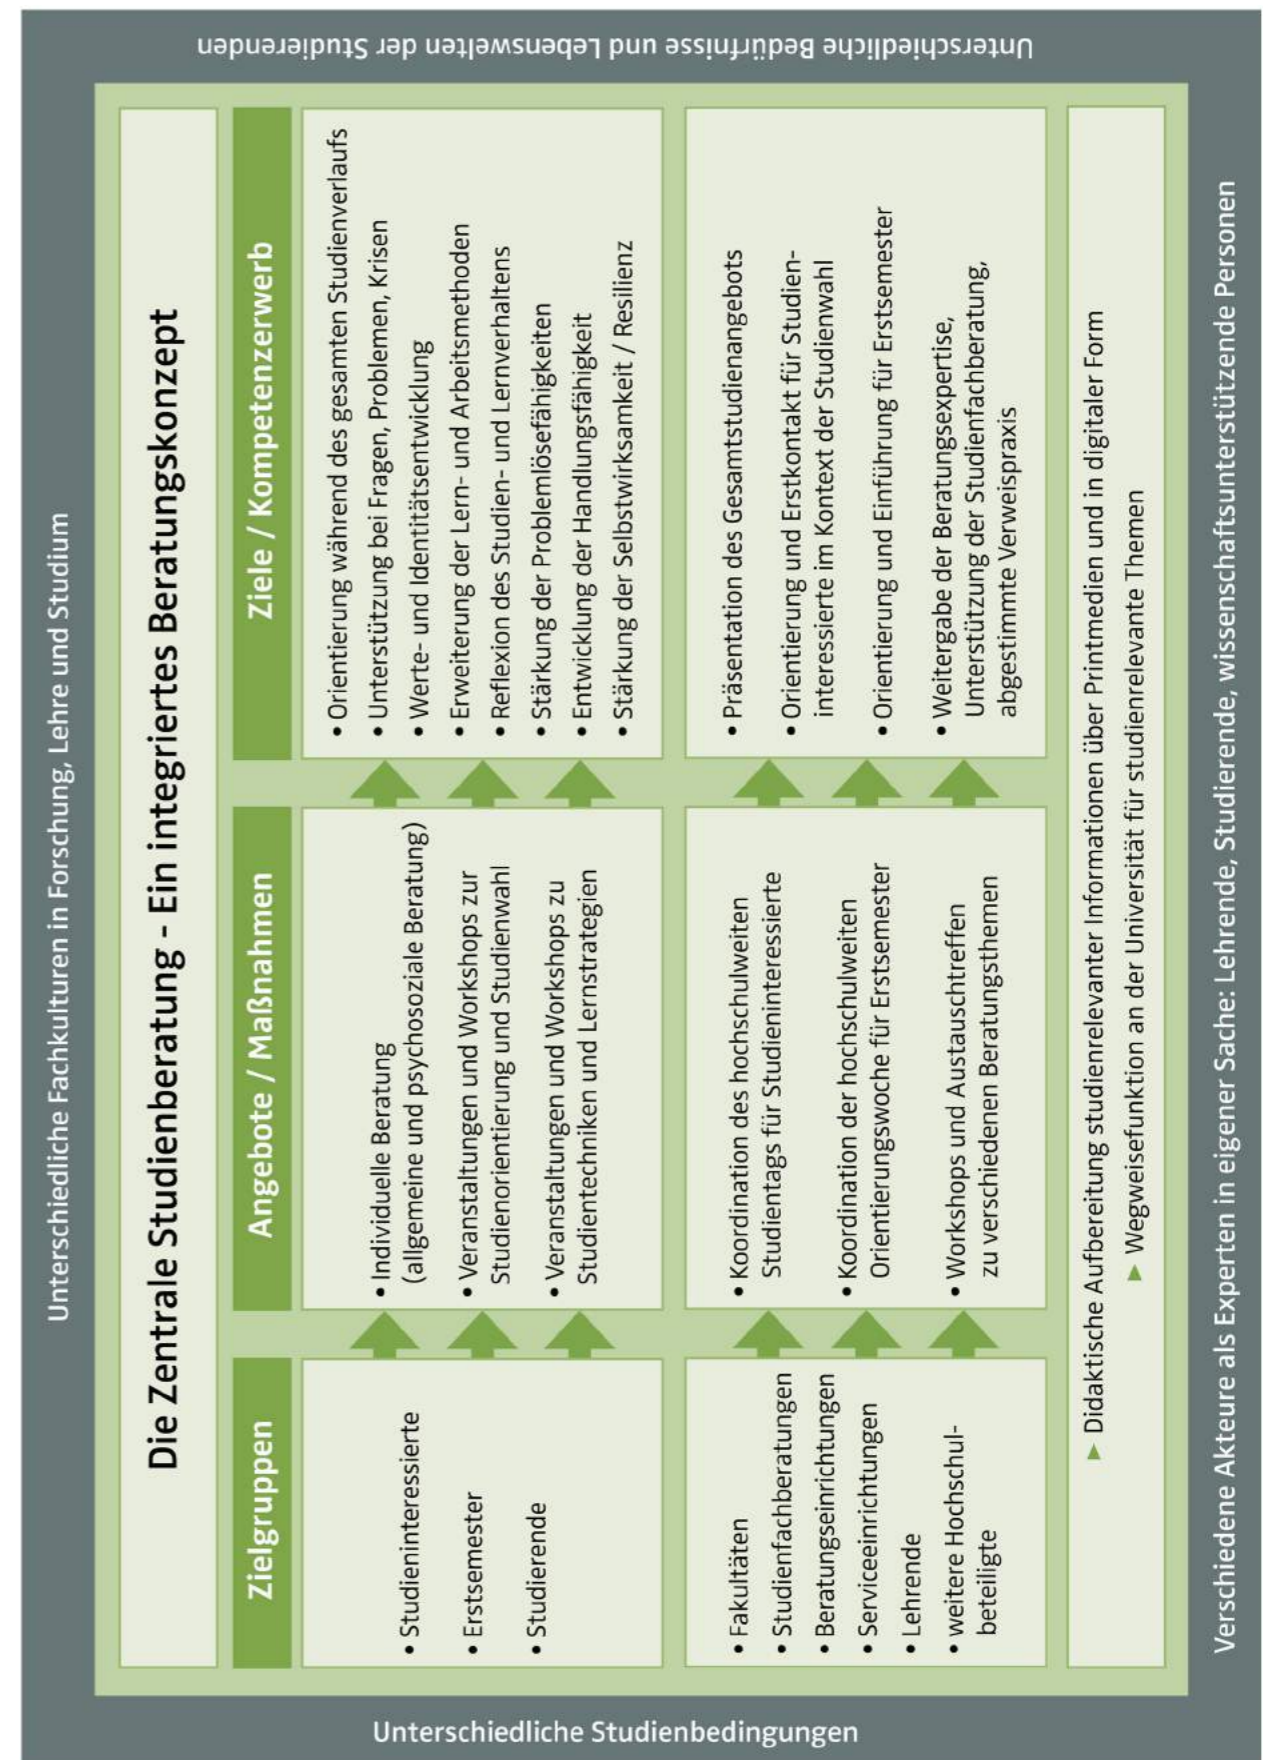 Unterschiedliche Fachkulturen in Forschung, Lehre und Studium
Die Zentrale Studienberatung - Ein integriertes Beratungskonzept
Zielgruppen
Angebote / Maßnahmen
Ziele / Kompetenzerwerb
• Studieninteressierte
• Erstsemester
• Studierende
• Individuelle Beratung
(allgemeine und psychosoziale Beratung)
• Veranstaltungen und Workshops zur
Studienorientierung und Studienwahl
• Veranstaltungen und Workshops zu
Studientechniken und Lernstrategien
• Orientierung während des gesamten Studienverlaufs
• Unterstützung bei Fragen, Problemen, Krisen
• Werte- und Identitätsentwicklung
• Erweiterung der Lern- und Arbeitsmethoden
• Reflexion des Studien- und Lernverhaltens
• Stärkung der Problemlösefähigkeiten
• Entwicklung der Handlungsfähigkeit
• Stärkung der Selbstwirksamkeit / Resilienz
• Fakultäten
• Studienfachberatungen
• Beratungseinrichtungen
• Serviceeinrichtungen
• Lehrende
• weitere Hochschul-
beteiligte
• Koordination des hochschulweiten
Studientags für Studieninteressierte
• Koordination der hochschulweiten
Orientierungswoche für Erstsemester
• Workshops und Austauschtreffen
zu verschiedenen Beratungsthemen
• Präsentation des Gesamtstudienangebots
• Orientierung und Erstkontakt für Studien-
interessierte im Kontext der Studienwahl
• Orientierung und Einführung für Erstsemester
• Weitergabe der Beratungsexpertise,
Unterstützung der Studienfachberatung,
abgestimmte Verweispraxis
► Didaktische Aufbereitung studienrelevanter Informationen über Printmedien und in digitaler Form
► Wegweisefunktion an der Universität für studienrelevante Themen
Verschiedene Akteure als Experten in eigener Sache: Lehrende, Studierende, wissenschaftsunterstützende Personen
Unterschiedliche Studienbedingungen
Unterschiedliche Bedürfnisse und Lebenswelten der Studierenden